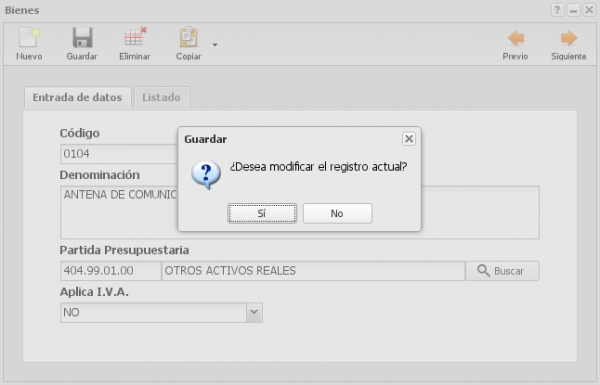 Bienes
Nuevo Guardar Eliminar Copiar Previo Siguiente
Entrada de datos Listado
Código
0104
Guardar
¿Desea modificar el registro actual?
Sí No
Denominación
ANTENA DE COMUNIC
Partida Presupuestaria
404.99.01.00 OTROS ACTIVOS REALES Buscar
Aplica I.V.A.
NO